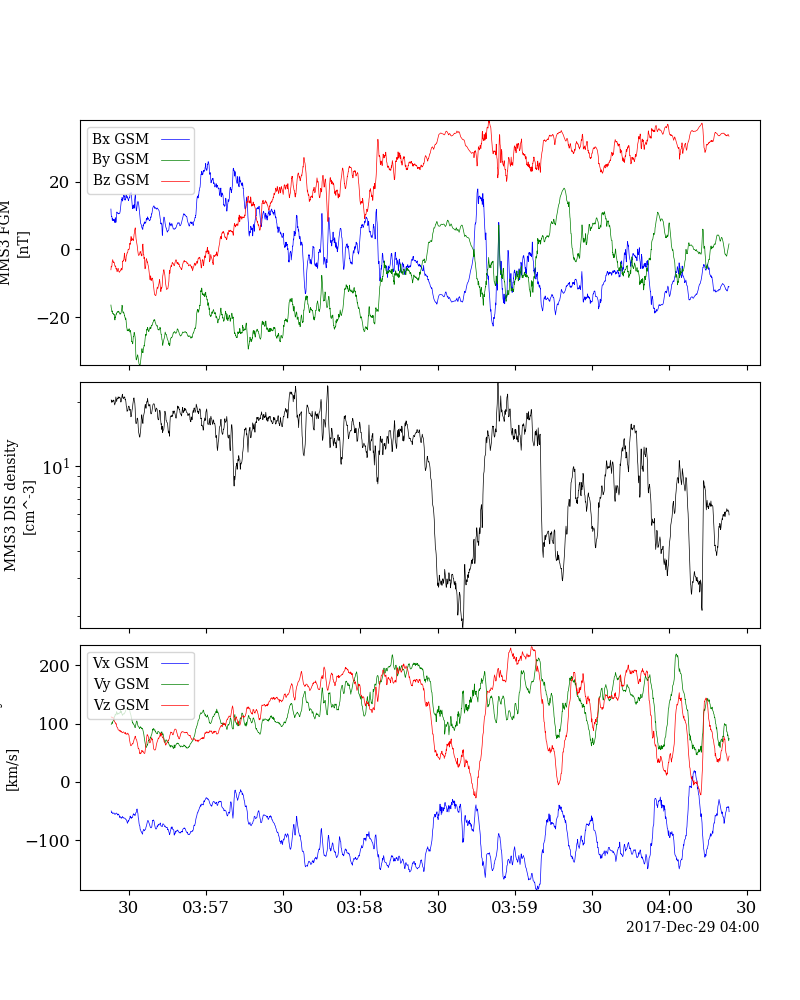 Bx GSM
By GSM
Bz GSM
20
0
−20
MMS3 FGM
[nT]
10^1
MMS3 DIS density
[cm^-3]
Vx GSM
Vy GSM
Vz GSM
200
100
0
−100
[km/s]
30 03:57 30 03:58 30 03:59 30 04:00 30
2017-Dec-29 04:00